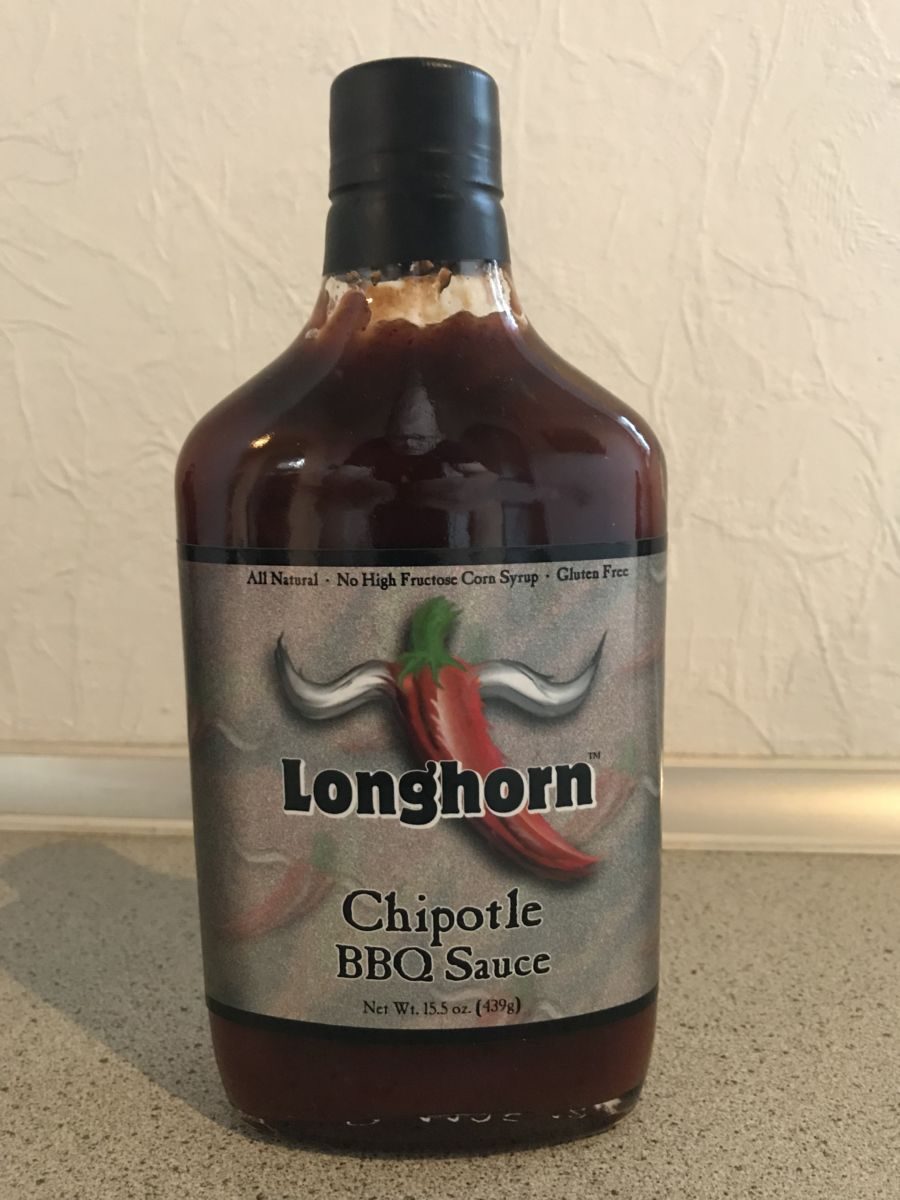 All Natural · No High Fructose Corn Syrup · Gluten Free
Longhorn™
Chipotle
BBQ Sauce
Net Wt. 15.5 oz. (439g)